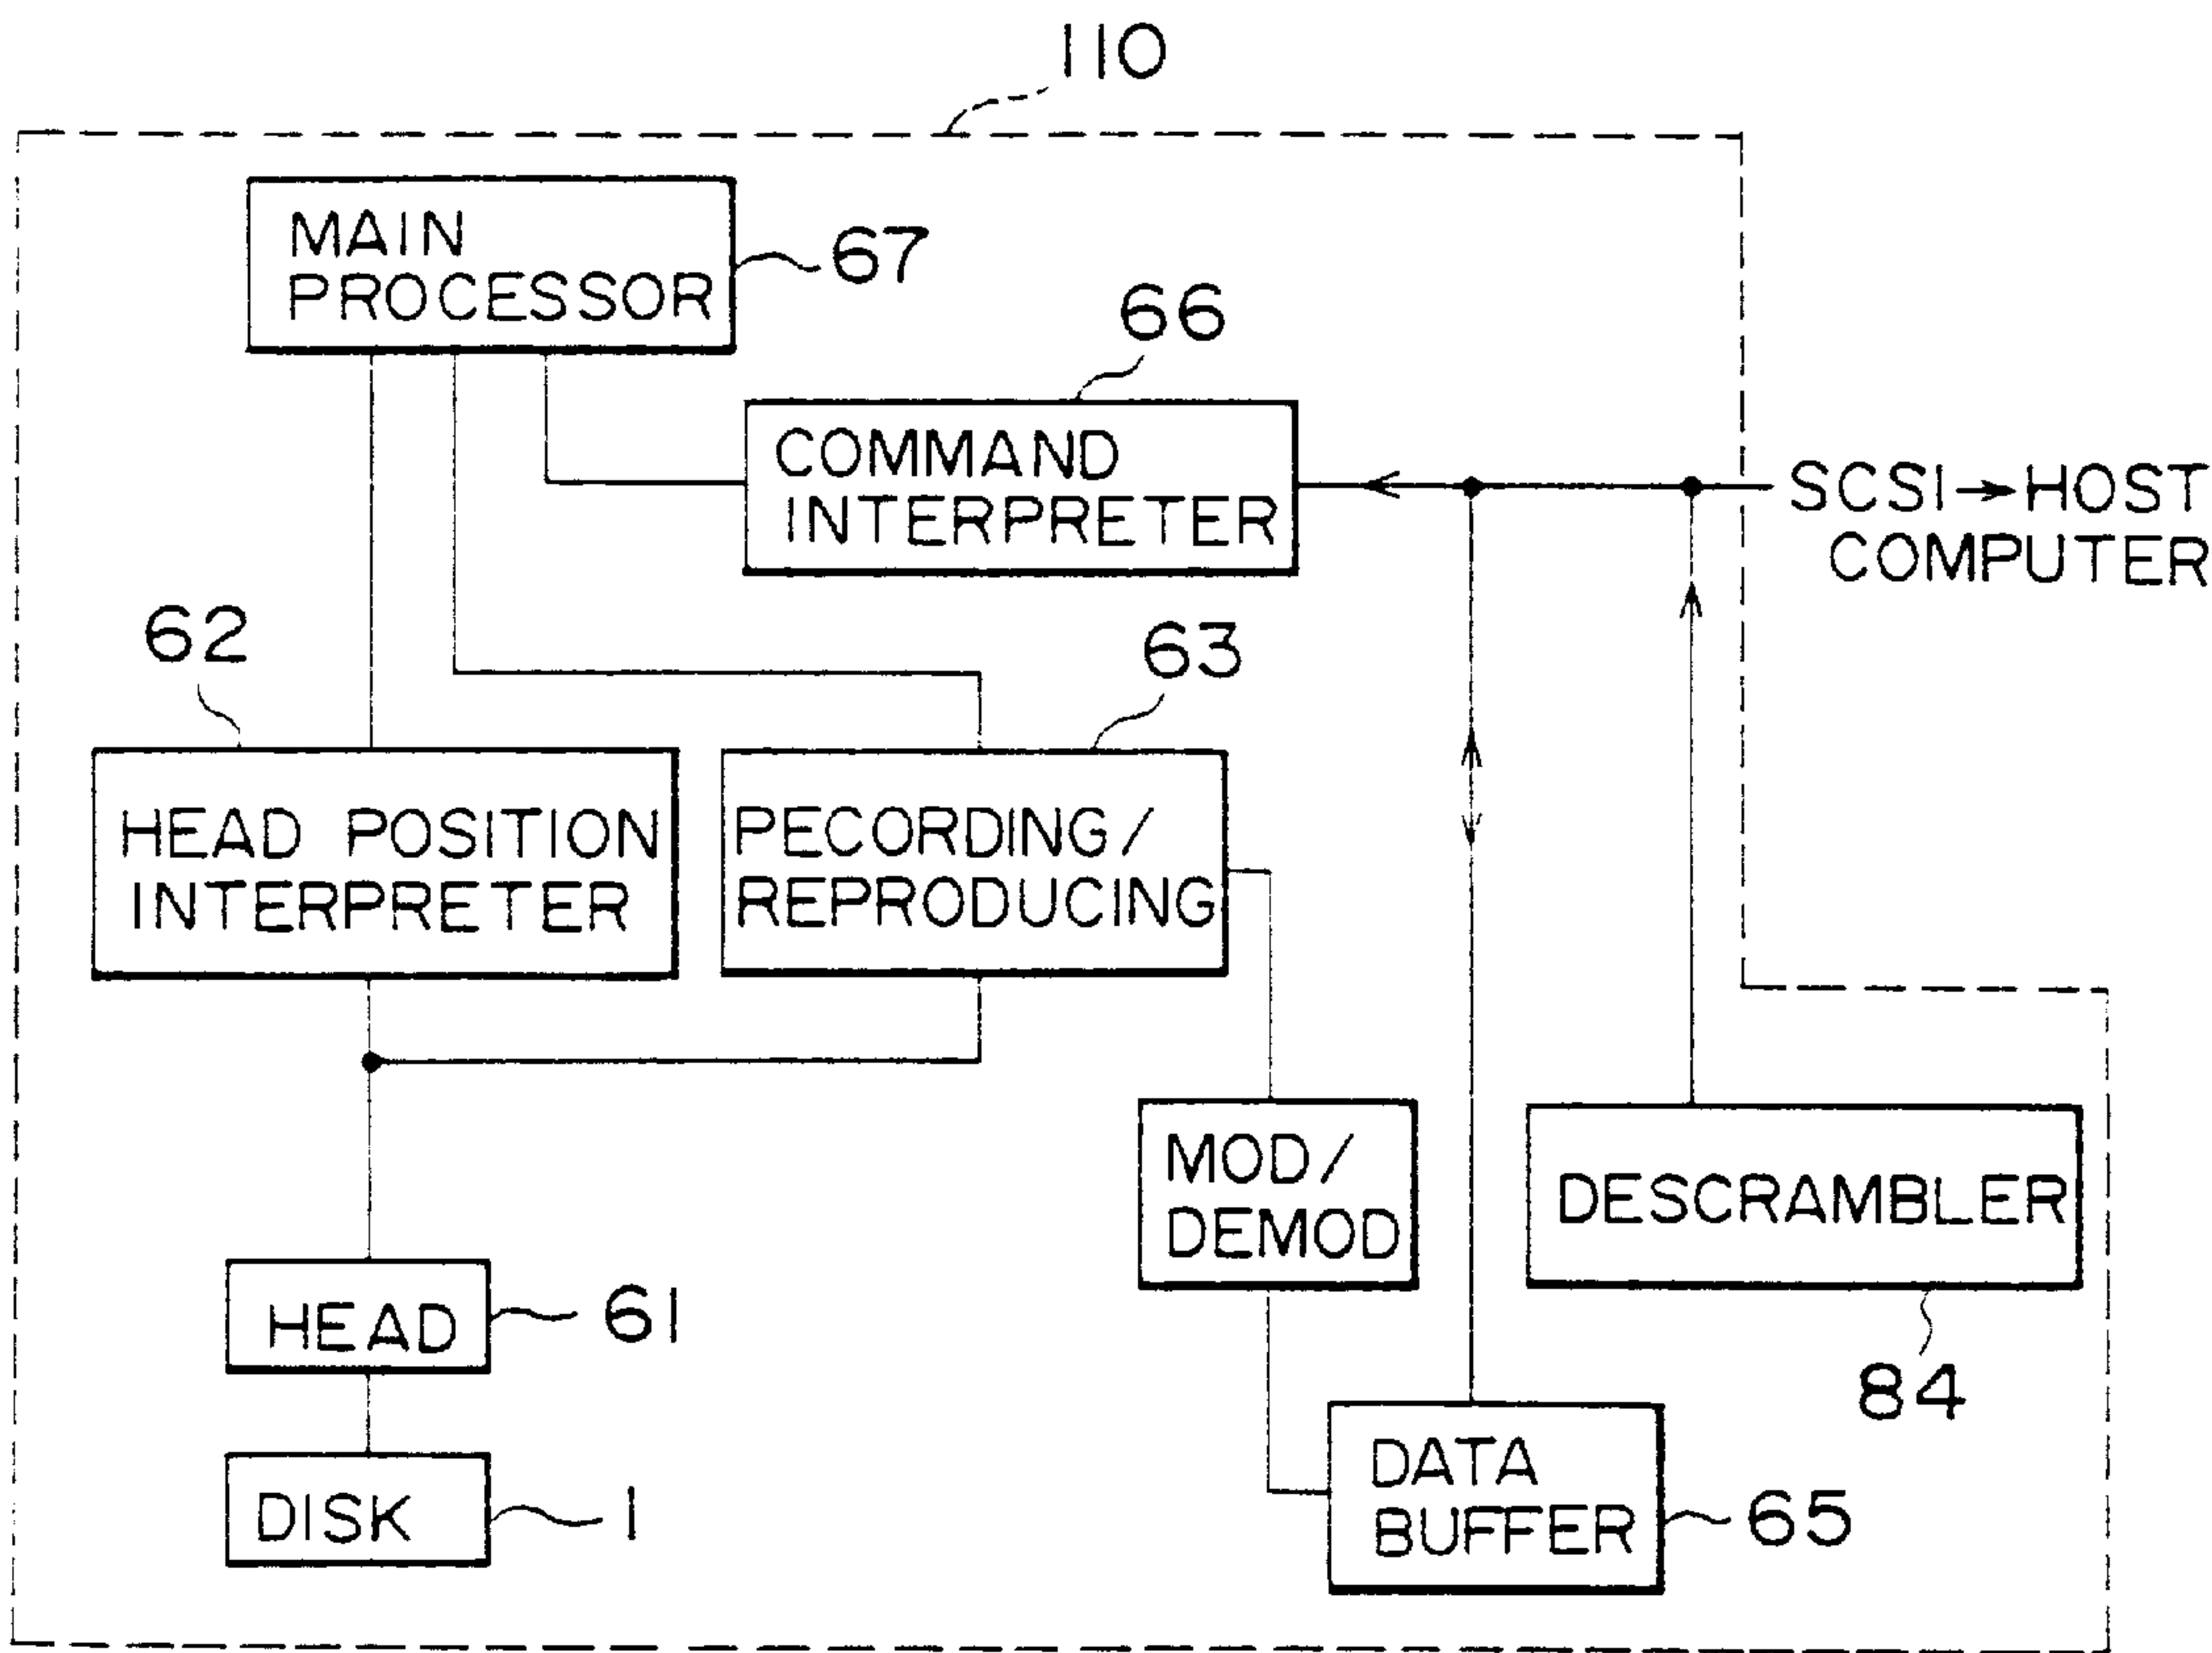 110
MAIN
PROCESSOR
67
66
COMMAND
INTERPRETER
SCSI→HOST
COMPUTER
62
63
HEAD POSITION
INTERPRETER
PECORDING/
REPRODUCING
MOD/
DEMOD
DESCRAMBLER
84
HEAD
61
DISK
1
DATA
BUFFER
65